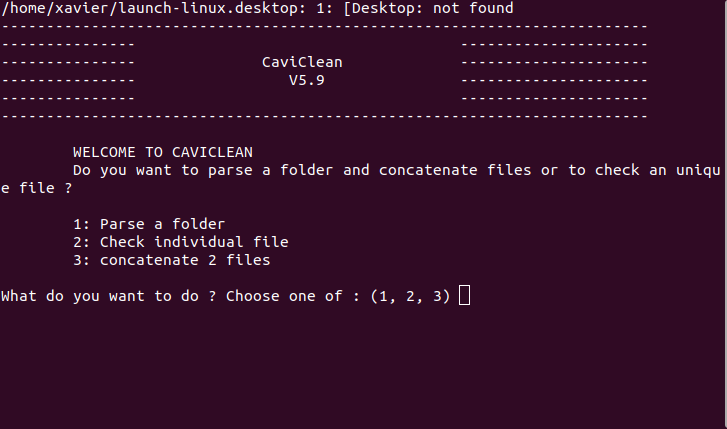 /home/xavier/launch-linux.desktop: 1: [Desktop: not found
------------------------------------------------------------------------
---------------                                    ---------------------
---------------              CaviClean             ---------------------
---------------                 V5.9               ---------------------
---------------                                    ---------------------
------------------------------------------------------------------------
WELCOME TO CAVICLEAN
Do you want to parse a folder and concatenate files or to check an uniqu
e file ?
1: Parse a folder
2: Check individual file
3: concatenate 2 files
What do you want to do ? Choose one of : (1, 2, 3)